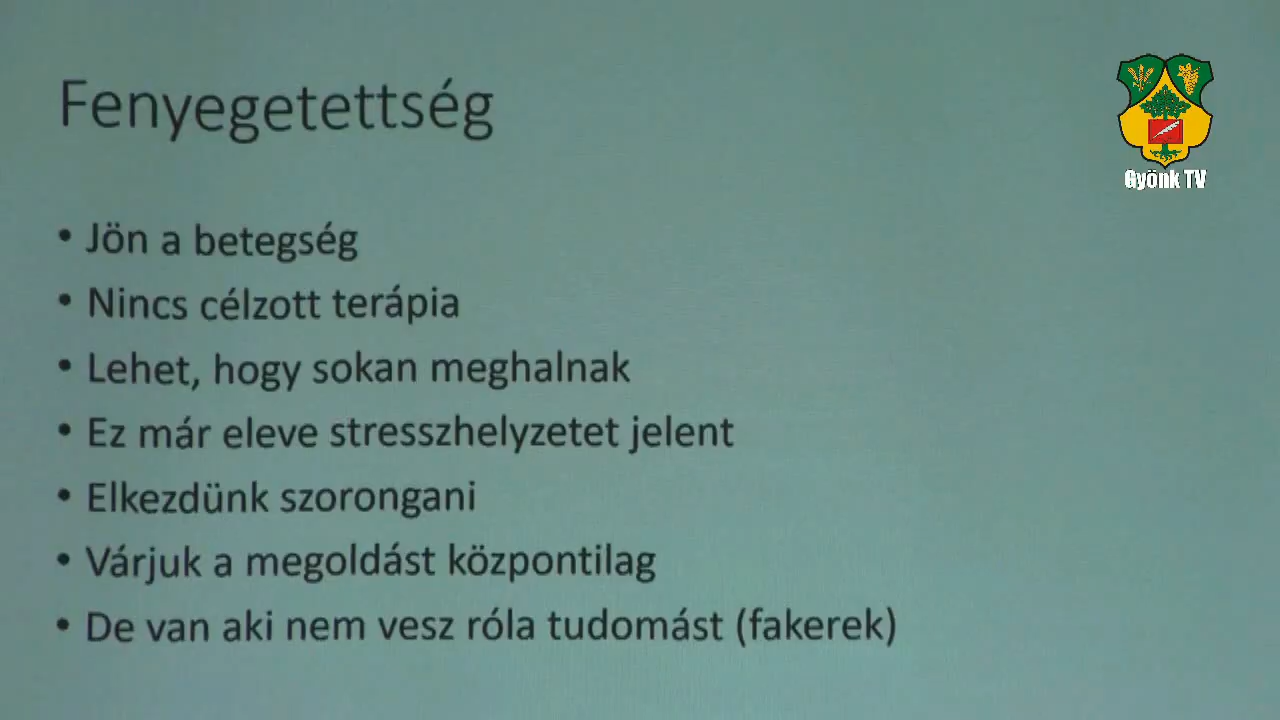 Fenyegetettség
Gyönk TV
• Jön a betegség
• Nincs célzott terápia
• Lehet, hogy sokan meghalnak
• Ez már eleve stresszhelyzetet jelent
• Elkezdünk szorongani
• Várjuk a megoldást központilag
• De van aki nem vesz róla tudomást (fakerek)